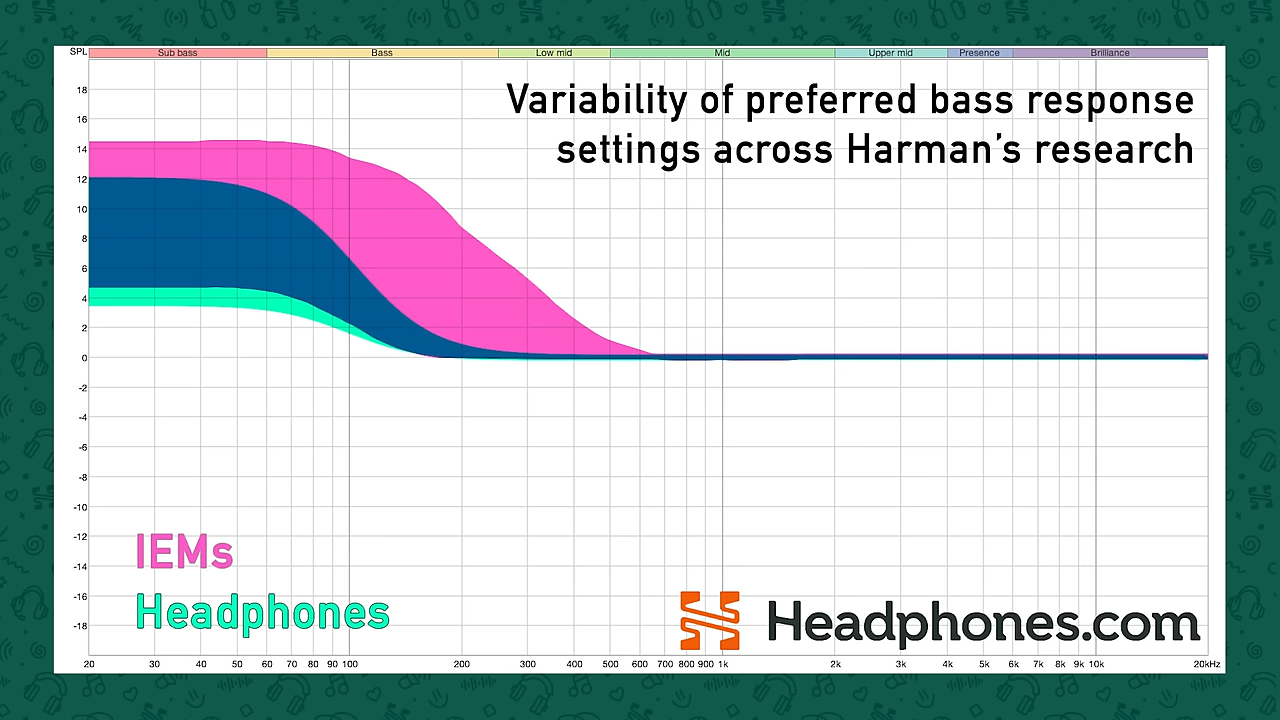 SPL Sub bass Bass Low mid Mid Upper mid Presence Brilliance
Variability of preferred bass response
settings across Harman's research
18
16
14
12
10
8
6
4
2
0
-2
-4
-6
-8
-10
-12
-14
-16
-18
IEMs
Headphones
Headphones.com
20 30 40 50 60 70 80 90 100 200 300 400 500 600 700 800 900 1k 2k 3k 4k 5k 6k 7k 8k 9k 10k 20kHz